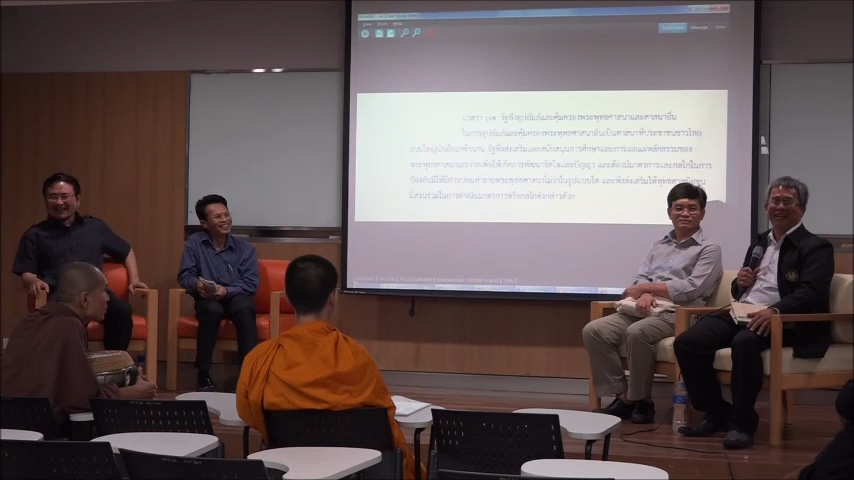 มาตรา ๖๗ รัฐพึงอุปถัมภ์และคุ้มครองพระพุทธศาสนาและศาสนาอื่น
ในการอุปถัมภ์และคุ้มครองพระพุทธศาสนาอันเป็นศาสนาที่ประชาชนชาวไทย
ส่วนใหญ่นับถือมาช้านาน รัฐพึงส่งเสริมและสนับสนุนการศึกษาและการเผยแผ่หลักธรรมของ
พระพุทธศาสนาเถรวาทเพื่อให้เกิดการพัฒนาจิตใจและปัญญา และต้องมีมาตรการและกลไกในการ
ป้องกันมิให้มีการบ่อนทำลายพระพุทธศาสนาไม่ว่าในรูปแบบใด และพึงส่งเสริมให้พุทธศาสนิกชน
มีส่วนร่วมในการดำเนินมาตรการหรือกลไกดังกล่าวด้วย